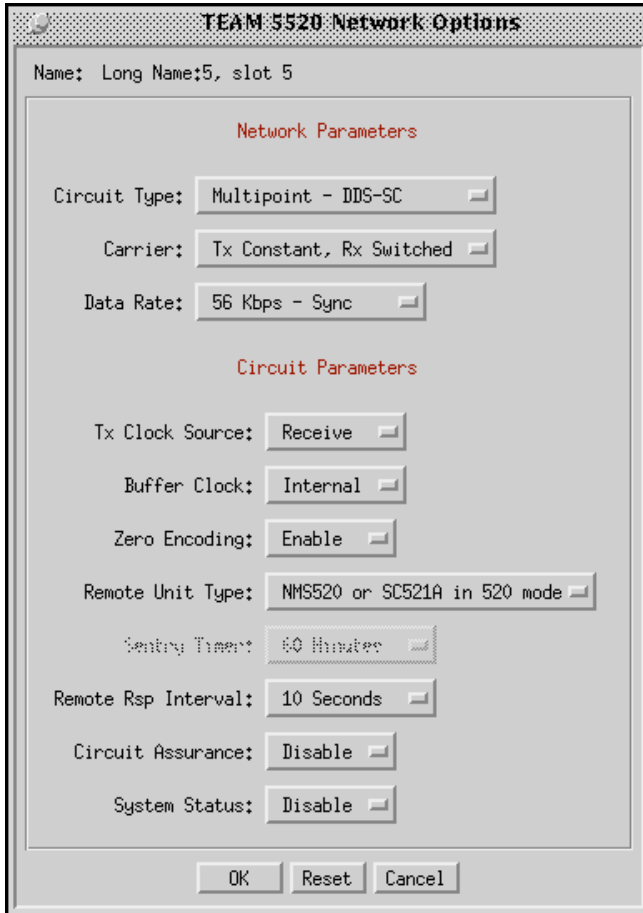 TEAM 5520 Network Options
Name: Long Name:5, slot 5
Network Parameters
Circuit Type: Multipoint - DDS-SC
Carrier: Tx Constant, Rx Switched
Data Rate: 56 Kbps - Sync
Circuit Parameters
Tx Clock Source: Receive
Buffer Clock: Internal
Zero Encoding: Enable
Remote Unit Type: NMS520 or SC521A in 520 mode
Sentry Timer: 60 Minutes
Remote Rsp Interval: 10 Seconds
Circuit Assurance: Disable
System Status: Disable
OK Reset Cancel